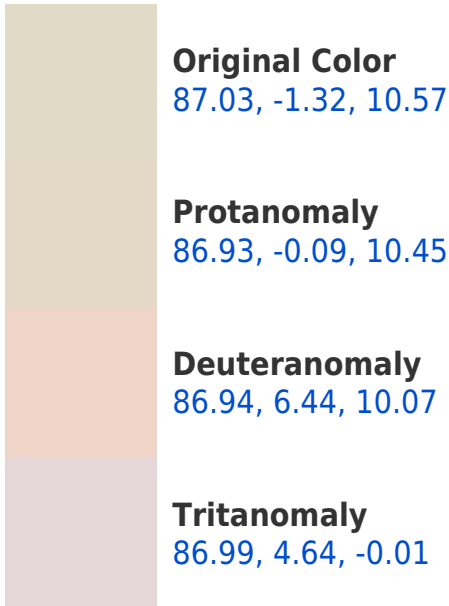 Original Color
87.03, -1.32, 10.57
Protanomaly
86.93, -0.09, 10.45
Deuteranomaly
86.94, 6.44, 10.07
Tritanomaly
86.99, 4.64, -0.01